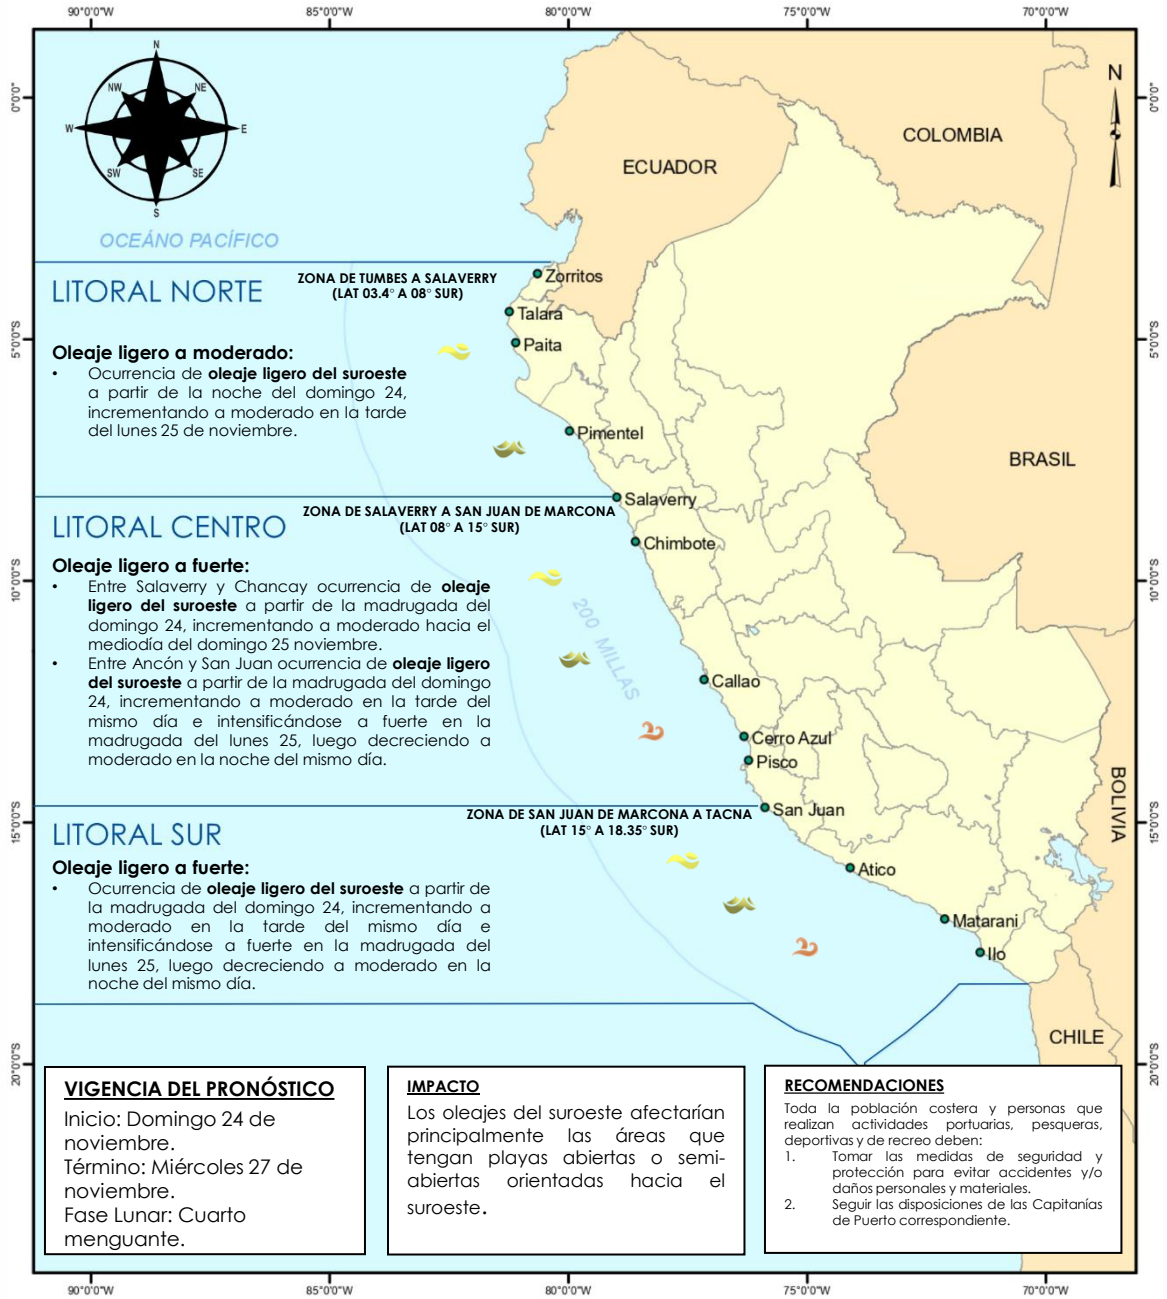 90°0'0"W 85°0'0"W 80°0'0"W 75°0'0"W 70°0'0"W
N
NW NE
W E
SW SE
S
N
0°0'0" 0°0'0"
COLOMBIA
ECUADOR
OCEÁNO PACÍFICO
LITORAL NORTE
ZONA DE TUMBES A SALAVERRY
(LAT 03.4° A 08° SUR)
Zorritos
Talara
Paita
5°0'0"S 5°0'0"S
Oleaje ligero a moderado:
• Ocurrencia de oleaje ligero del suroeste
a partir de la noche del domingo 24,
incrementando a moderado en la tarde
del lunes 25 de noviembre.
Pimentel
BRASIL
Salaverry
LITORAL CENTRO
ZONA DE SALAVERRY A SAN JUAN DE MARCONA
(LAT 08° A 15° SUR)
Chimbote
Oleaje ligero a fuerte:
• Entre Salaverry y Chancay ocurrencia de oleaje
ligero del suroeste a partir de la madrugada del
domingo 24, incrementando a moderado hacia el
mediodía del domingo 25 noviembre.
• Entre Ancón y San Juan ocurrencia de oleaje ligero
del suroeste a partir de la madrugada del domingo
24, incrementando a moderado en la tarde del
mismo día e intensificándose a fuerte en la
madrugada del lunes 25, luego decreciendo a
moderado en la noche del mismo día.
10°0'0"S 10°0'0"S
200 MILLAS
Callao
Cerro Azul
Pisco
San Juan
BOLIVIA
15°0'0"S 15°0'0"S
LITORAL SUR
ZONA DE SAN JUAN DE MARCONA A TACNA
(LAT 15° A 18.35° SUR)
Oleaje ligero a fuerte:
• Ocurrencia de oleaje ligero del suroeste a partir de
la madrugada del domingo 24, incrementando a
moderado en la tarde del mismo día e
intensificándose a fuerte en la madrugada del
lunes 25, luego decreciendo a moderado en la
noche del mismo día.
Atico
Matarani
Ilo
CHILE
20°0'0"S 20°0'0"S
VIGENCIA DEL PRONÓSTICO
Inicio: Domingo 24 de
noviembre.
Término: Miércoles 27 de
noviembre.
Fase Lunar: Cuarto
menguante.
IMPACTO
Los oleajes del suroeste afectarían
principalmente las áreas que
tengan playas abiertas o semi-
abiertas orientadas hacia el
suroeste.
RECOMENDACIONES
Toda la población costera y personas que
realizan actividades portuarias, pesqueras,
deportivas y de recreo deben:
1. Tomar las medidas de seguridad y
protección para evitar accidentes y/o
daños personales y materiales.
2. Seguir las disposiciones de las Capitanías
de Puerto correspondiente.
90°0'0"W 85°0'0"W 80°0'0"W 75°0'0"W 70°0'0"W